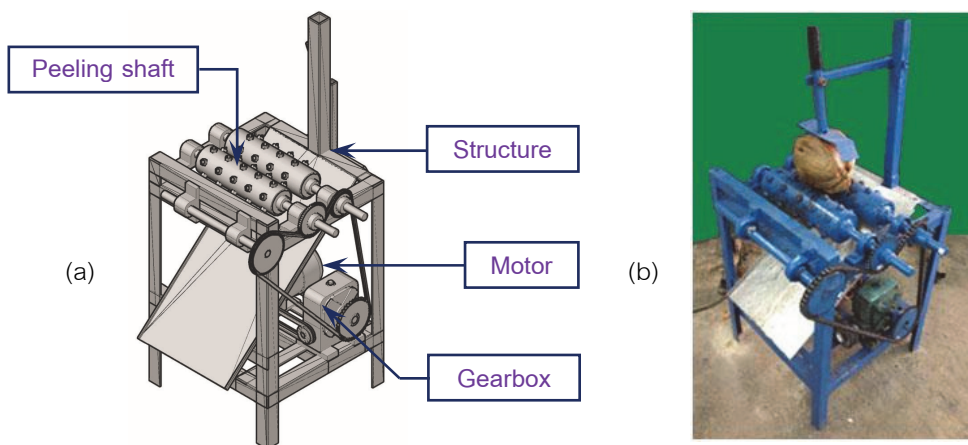 Peeling shaft
Structure
(a)
Motor
(b)
Gearbox